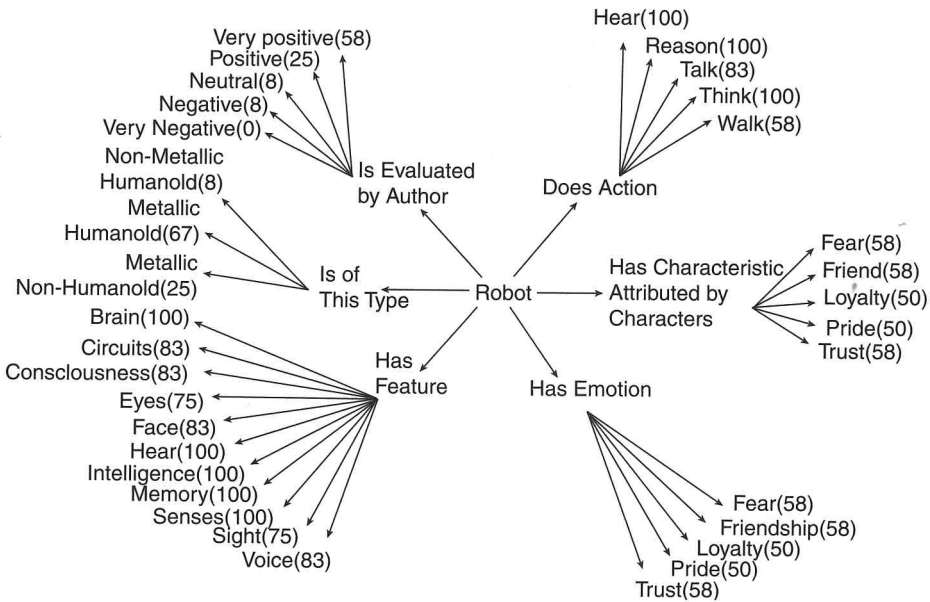 Hear(100)
Reason(100)
Talk(83)
Think(100)
Walk(58)
Does Action
Very positive(58)
Positive(25)
Neutral(8)
Negative(8)
Very Negative(0)
Is Evaluated
by Author
Non-Metallic
Humanold(8)
Metallic
Humanold(67)
Metallic
Non-Humanold(25)
Is of
This Type
Robot
Has Characteristic
Attributed by
Characters
Fear(58)
Friend(58)
Loyalty(50)
Pride(50)
Trust(58)
Has
Feature
Brain(100)
Circuits(83)
Consclousness(83)
Eyes(75)
Face(83)
Hear(100)
Intelligence(100)
Memory(100)
Senses(100)
Sight(75)
Voice(83)
Has Emotion
Fear(58)
Friendship(58)
Loyalty(50)
Pride(50)
Trust(58)